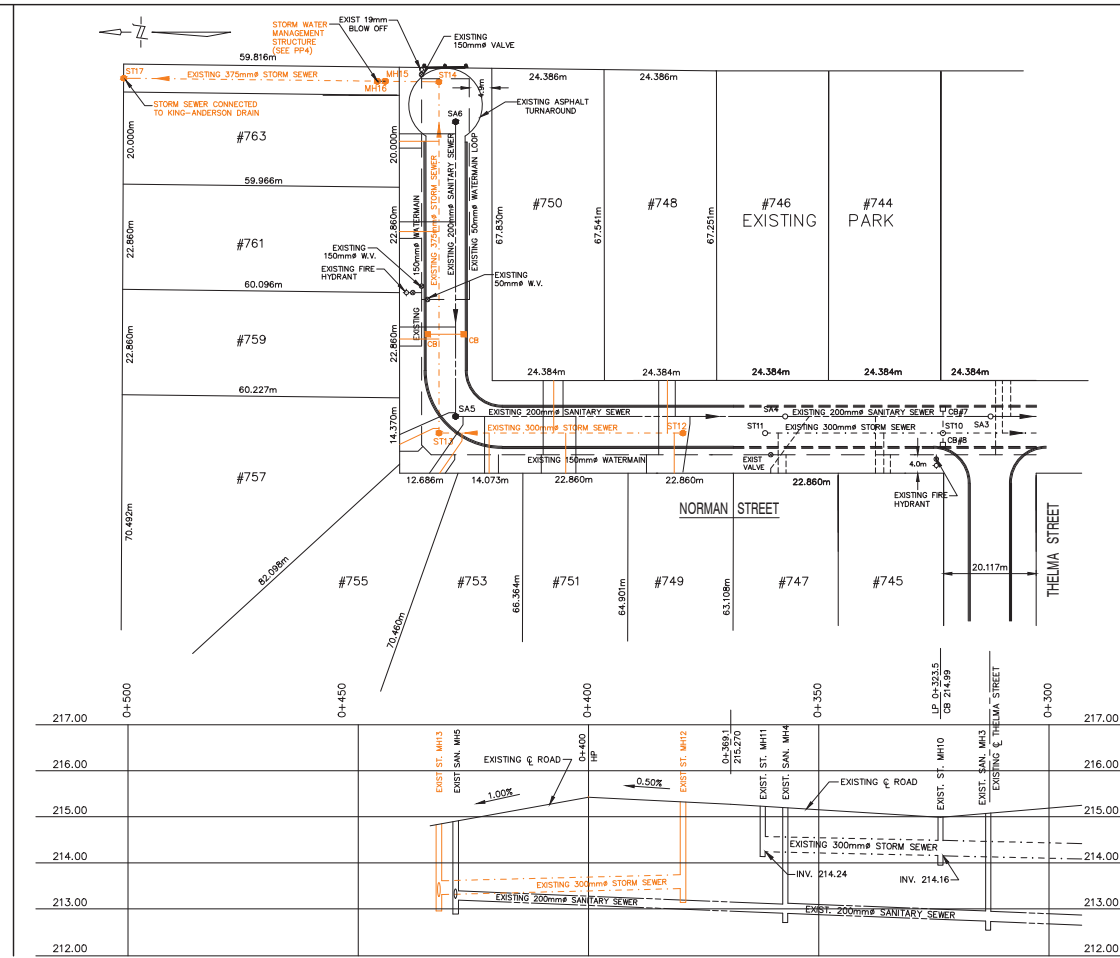 EXIST 19mm
BLOW OFF
STORM WATER
MANAGEMENT
STRUCTURE
(SEE PP4)
EXISTING
150mmø VALVE
59.816m
ST17
EXISTING 375mmø STORM SEWER
MH15
MH16
ST14
4.9m
24.386m
24.386m
STORM SEWER CONNECTED
TO KING-ANDERSON DRAIN
SA6
EXISTING ASPHALT
TURNAROUND
#763
20.000m
20.000m
59.966m
#761
22.860m
22.860m
60.096m
#759
22.860m
22.860m
60.227m
#757
70.492m
14.370m
150mmø WATERMAIN
EXISTING
EXISTING 375mmø STORM SEWER
EXISTING 200mmø SANITARY SEWER
EXISTING 50mmø WATERMAIN LOOP
EXISTING
150mmø W.V.
EXISTING FIRE
HYDRANT
EXISTING
50mmø W.V.
CB
CB
67.830m
#750
67.541m
#748
67.251m
#746
EXISTING
#744
PARK
24.384m
24.384m
24.384m
24.384m
24.384m
SA5
EXISTING 200mmø SANITARY SEWER
SA4
EXISTING 200mmø SANITARY SEWER
CB#7
SA3
ST13
EXISTING 300mmø STORM SEWER
ST12
ST11
EXISTING 300mmø STORM SEWER
ST10
CB#8
EXISTING 150mmø WATERMAIN
EXIST
VALVE
4.0m
12.686m
14.073m
22.860m
22.860m
22.860m
EXISTING FIRE
HYDRANT
NORMAN STREET
THELMA STREET
20.117m
82.098m
#755
70.460m
#753
66.364m
#751
64.901m
#749
63.108m
#747
#745
0+500
0+450
0+400
0+350
0+300
LP 0+323.5
CB 214.99
EXISTING ℄ THELMA STREET
217.00
217.00
216.00
216.00
215.00
215.00
214.00
214.00
213.00
213.00
212.00
212.00
EXIST ST. MH13
EXIST SAN. MH5
0+400
HP
EXIST ST. MH12
0+369.1
215.270
EXIST. ST. MH11
EXIST. SAN. MH4
EXIST. ST. MH10
EXIST. SAN. MH3
EXISTING ℄ ROAD
1.00%
0.50%
EXISTING ℄ ROAD
EXISTING 300mmø STORM SEWER
INV. 214.24
INV. 214.16
EXISTING 300mmø STORM SEWER
EXISTING 200mmø SANITARY SEWER
EXIST. 200mmø SANITARY SEWER